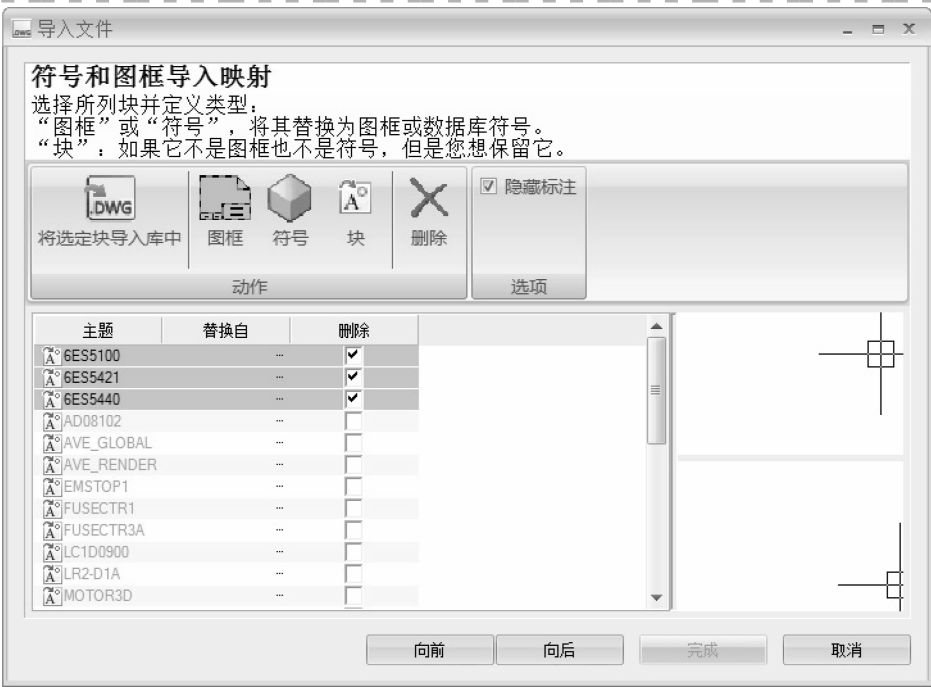 导入文件
符号和图框导入映射
选择所列块并定义类型：
“图框”或“符号”，将其替换为图框或数据库符号。
“块”：如果它不是图框也不是符号，但是您想保留它。
.DWG
将选定块导入库中 图框 符号 块 删除
动作
隐藏标注
选项
主题 替换自 删除
6ES5100 ...
6ES5421 ...
6ES5440 ...
AD08102 ...
AVE_GLOBAL ...
AVE_RENDER ...
EMSTOP1 ...
FUSECTR1 ...
FUSECTR3A ...
LC1D0900 ...
LR2-D1A ...
MOTOR3D ...
向前 向后 完成 取消